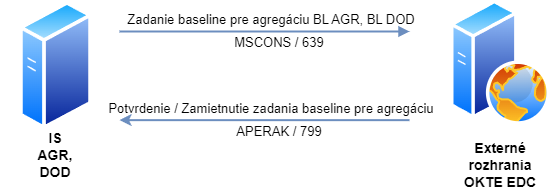 Zadanie baseline pre agregáciu BL AGR, BL DOD
MSCONS / 639
Potvrdenie / Zamietnutie zadania baseline pre agregáciu
APERAK / 799
IS
AGR,
DOD
Externé
rozhrania
OKTE EDC